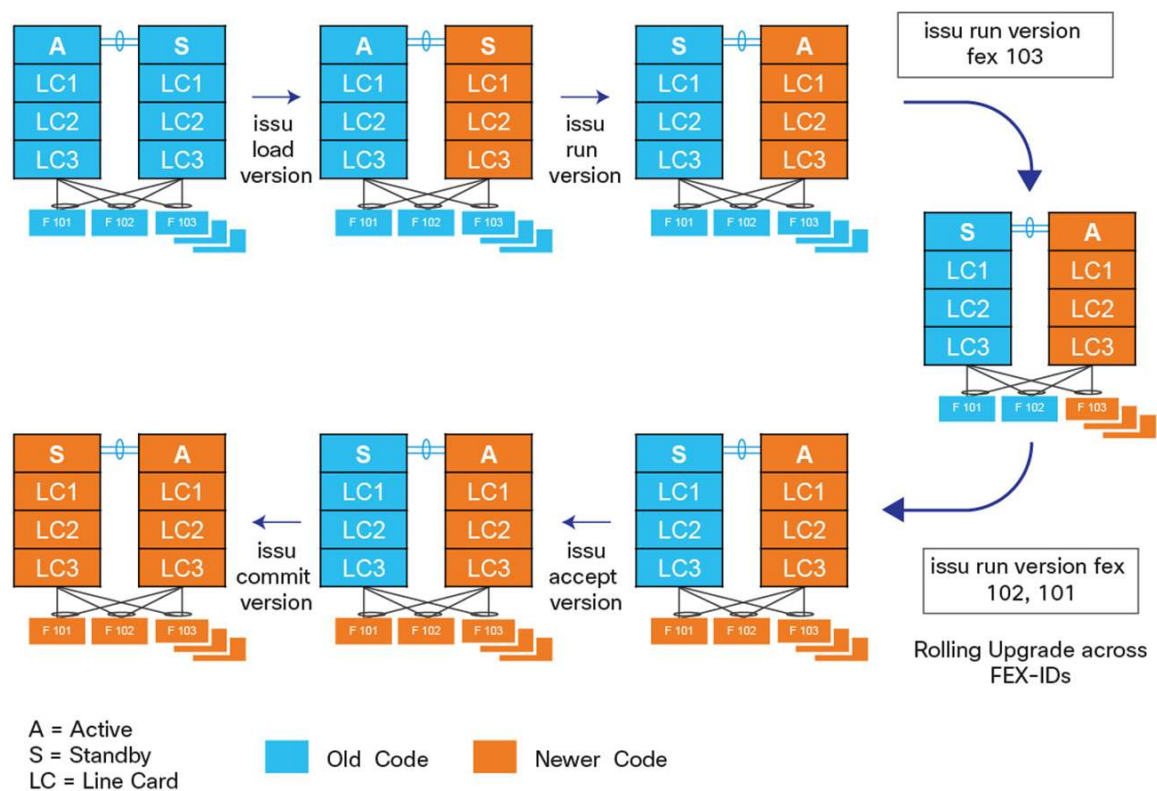 A S
LC1 LC1
LC2 LC2
LC3 LC3
F 101 F 102 F 103
issu
load
version
A S
LC1 LC1
LC2 LC2
LC3 LC3
F 101 F 102 F 103
issu
run
version
S A
LC1 LC1
LC2 LC2
LC3 LC3
F 101 F 102 F 103
issu run version
fex 103
S A
LC1 LC1
LC2 LC2
LC3 LC3
F 101 F 102 F 103
issu run version fex
102, 101
Rolling Upgrade across
FEX-IDs
S A
LC1 LC1
LC2 LC2
LC3 LC3
F 101 F 102 F 103
issu
accept
version
S A
LC1 LC1
LC2 LC2
LC3 LC3
F 101 F 102 F 103
issu
commit
version
S A
LC1 LC1
LC2 LC2
LC3 LC3
F 101 F 102 F 103
A = Active
S = Standby
LC = Line Card
Old Code
Newer Code